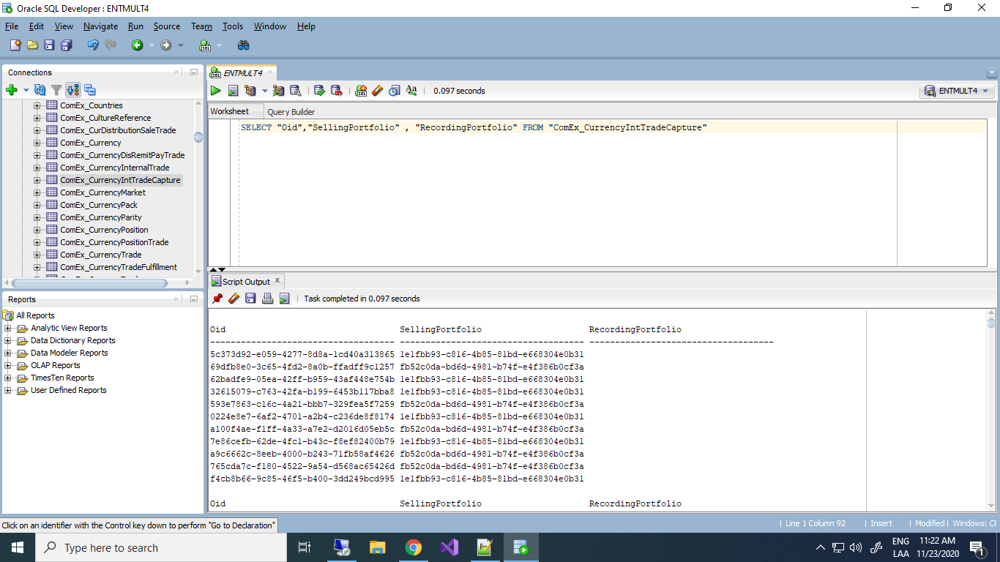 Oracle SQL Developer : ENTMULT4
File Edit View Navigate Run Source Team Tools Window Help
Connections
ComEx_Countries
ComEx_CultureReference
ComEx_CurDistributionSaleTrade
ComEx_Currency
ComEx_CurrencyDisRemitPayTrade
ComEx_CurrencyInternalTrade
ComEx_CurrencyIntTradeCapture
ComEx_CurrencyMarket
ComEx_CurrencyPack
ComEx_CurrencyParity
ComEx_CurrencyPosition
ComEx_CurrencyPositionTrade
ComEx_CurrencyTrade
ComEx_CurrencyTradeFulfillment
Reports
All Reports
Analytic View Reports
Data Dictionary Reports
Data Modeler Reports
OLAP Reports
TimesTen Reports
User Defined Reports
ENTMULT4
0.097 seconds
ENTMULT4
Worksheet Query Builder
SELECT "Oid","SellingPortfolio" , "RecordingPortfolio" FROM "ComEx_CurrencyIntTradeCapture"
Script Output x
Task completed in 0.097 seconds
Oid SellingPortfolio RecordingPortfolio
------------------------------------ ------------------------------------ ------------------------------------
5c373d92-e059-4277-8d8a-1cd40a313865 1e1fbb93-c816-4b85-81bd-e668304e0b31
69dfb8e0-3c65-4fd2-8a0b-ffadff9c1257 fb52c0da-bd6d-4981-b74f-e4f386b0cf3a
62badfe9-05ea-42ff-b959-43af448e754b 1e1fbb93-c816-4b85-81bd-e668304e0b31
32615079-c763-42fa-b199-6453b117bba8 1e1fbb93-c816-4b85-81bd-e668304e0b31
593e7863-c16c-4a21-bbb7-329fea5f7259 fb52c0da-bd6d-4981-b74f-e4f386b0cf3a
0224e8e7-6af2-4701-a2b4-c236de8f8174 1e1fbb93-c816-4b85-81bd-e668304e0b31
a100f4ae-f1ff-4a33-a7e2-d2016d05eb5c fb52c0da-bd6d-4981-b74f-e4f386b0cf3a
7e86cefb-62de-4fc1-b43c-f8ef82400b79 1e1fbb93-c816-4b85-81bd-e668304e0b31
a9c6662c-8eeb-4000-b243-71fb58af4626 fb52c0da-bd6d-4981-b74f-e4f386b0cf3a
765cda7c-f180-4522-9a54-d568ac65426d fb52c0da-bd6d-4981-b74f-e4f386b0cf3a
f4cb8b66-9c85-46f5-b400-3dd249bcd995 1e1fbb93-c816-4b85-81bd-e668304e0b31
Oid SellingPortfolio RecordingPortfolio
Click on an identifier with the Control key down to perform "Go to Declaration"
Line 1 Column 92 Insert Modified Windows: CF
Type here to search
ENG 11:22 AM
LAA 11/23/2020
1